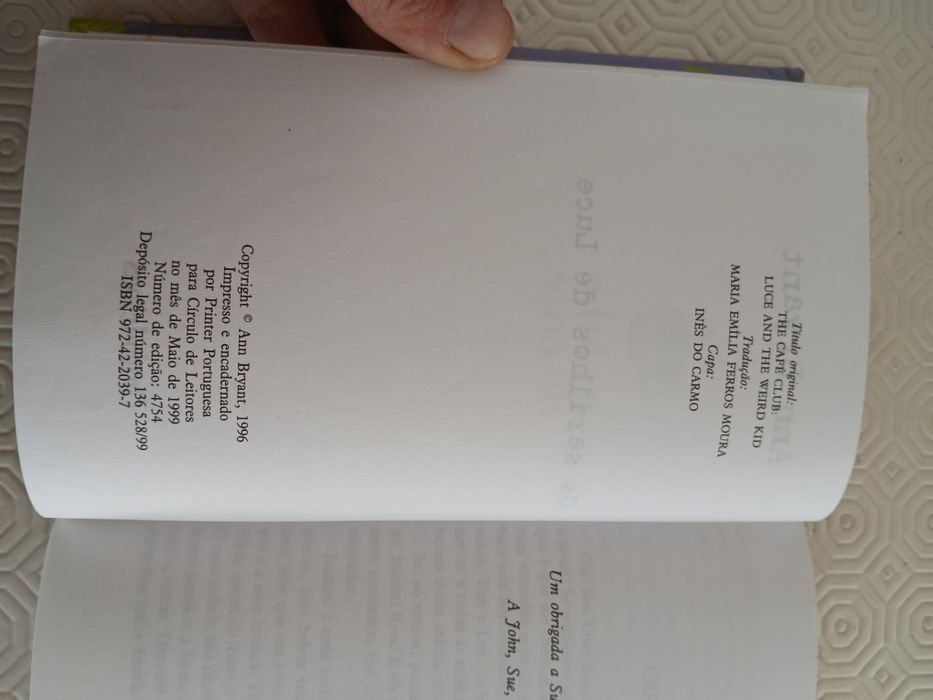 Título original:
THE CAFÉ CLUB:
LUCE AND THE WEIRD KID
Tradução:
MARIA EMÍLIA FERROS MOURA
Capa:
INÊS DO CARMO
Copyright © Ann Bryant, 1996
Impresso e encadernado
por Printer Portuguesa
para Círculo de Leitores
no mês de Maio de 1999
Número de edição: 4754
Depósito legal número 136 528/99
ISBN 972-42-2039-7
Um obrigada a Su
A John, Sue,